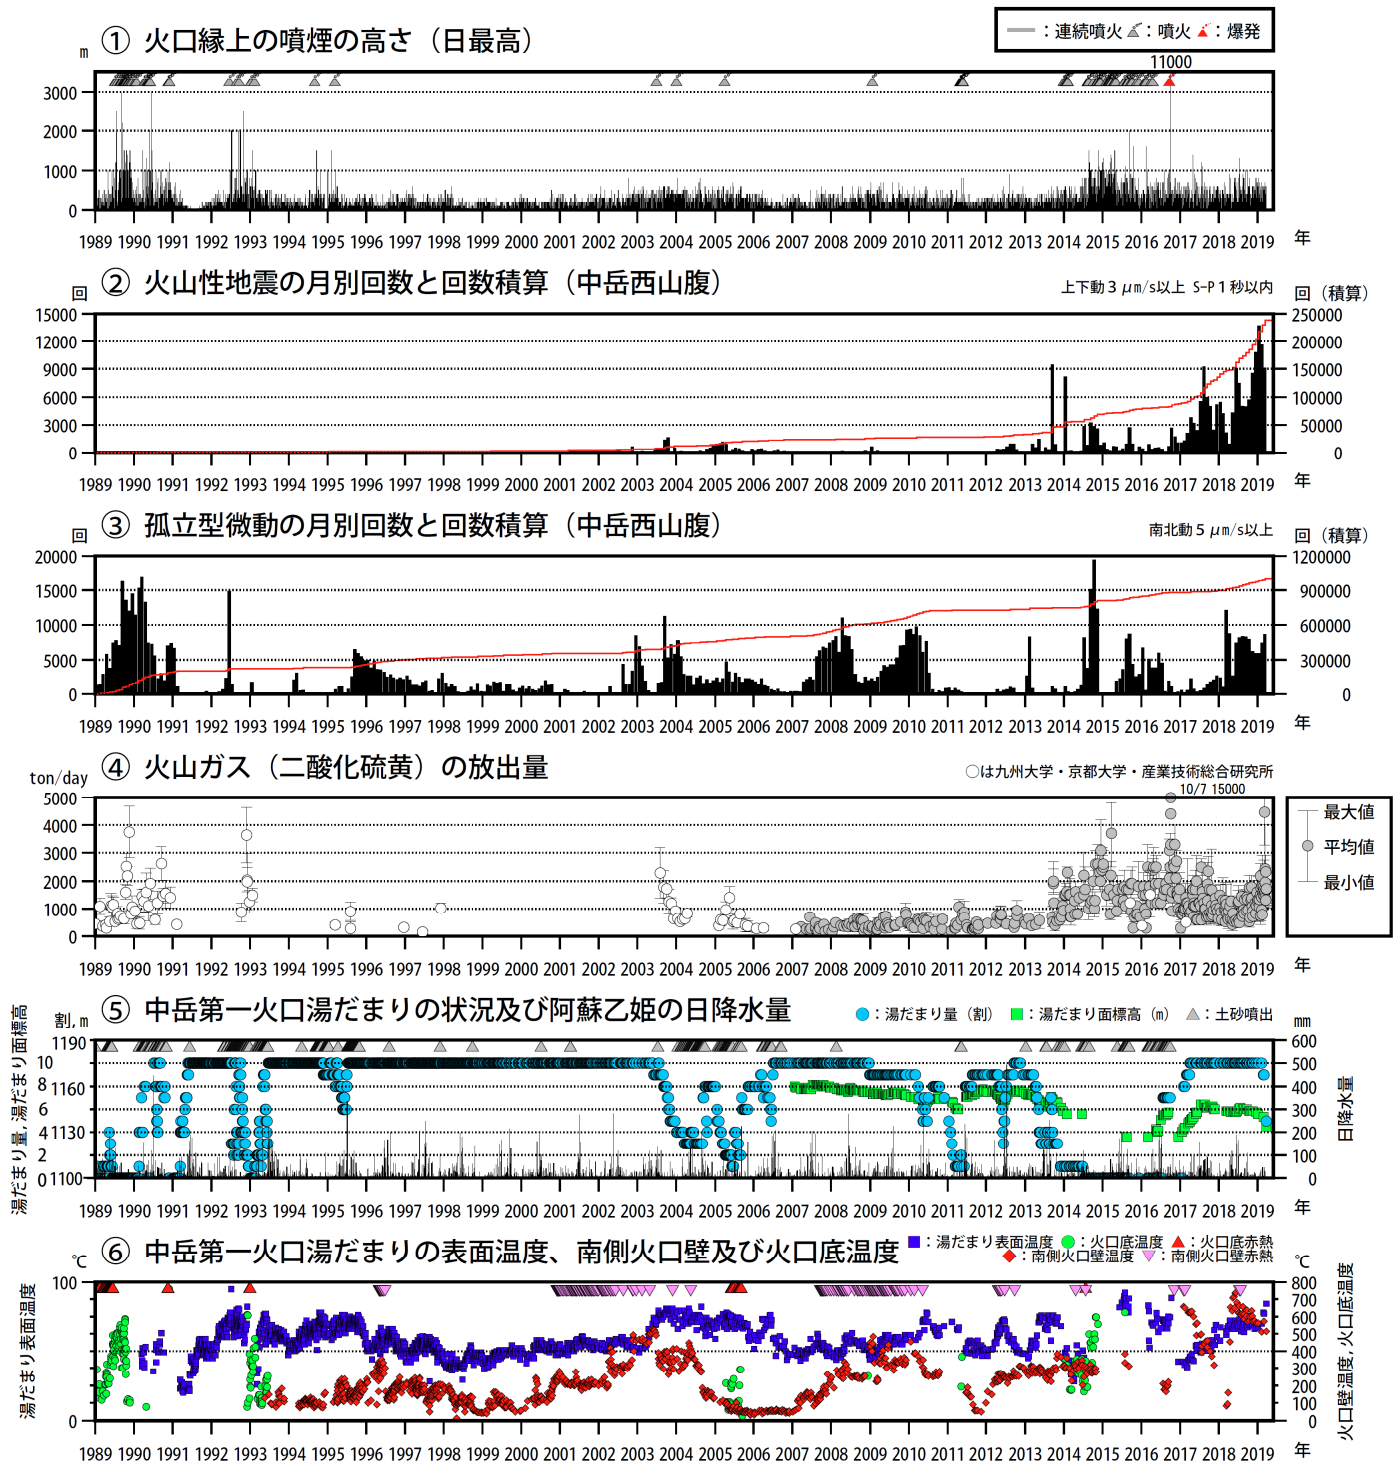 ① 火口縁上の噴煙の高さ（日最高）
：連続噴火 ：噴火 ：爆発
m
11000
3000
2000
1000
0
1989 1990 1991 1992 1993 1994 1995 1996 1997 1998 1999 2000 2001 2002 2003 2004 2005 2006 2007 2008 2009 2010 2011 2012 2013 2014 2015 2016 2017 2018 2019 年
② 火山性地震の月別回数と回数積算（中岳西山腹）
上下動３μm/s以上 S-P１秒以内
回 回（積算）
15000 250000
12000 200000
9000 150000
6000 100000
3000 50000
0 0
1989 1990 1991 1992 1993 1994 1995 1996 1997 1998 1999 2000 2001 2002 2003 2004 2005 2006 2007 2008 2009 2010 2011 2012 2013 2014 2015 2016 2017 2018 2019 年
③ 孤立型微動の月別回数と回数積算（中岳西山腹）
南北動５μm/s以上
回 回（積算）
20000 1200000
15000 900000
10000 600000
5000 300000
0 0
1989 1990 1991 1992 1993 1994 1995 1996 1997 1998 1999 2000 2001 2002 2003 2004 2005 2006 2007 2008 2009 2010 2011 2012 2013 2014 2015 2016 2017 2018 2019 年
④ 火山ガス（二酸化硫黄）の放出量
○は九州大学・京都大学・産業技術総合研究所
ton/day
10/7 15000
5000
4000
3000
2000
1000
0
最大値
平均値
最小値
1989 1990 1991 1992 1993 1994 1995 1996 1997 1998 1999 2000 2001 2002 2003 2004 2005 2006 2007 2008 2009 2010 2011 2012 2013 2014 2015 2016 2017 2018 2019 年
⑤ 中岳第一火口湯だまりの状況及び阿蘇乙姫の日降水量
：湯だまり量（割） ：湯だまり面標高（m） ：土砂噴出
割,m mm
湯だまり量,湯だまり面標高
日降水量
1190 600
10 500
8 1160 400
6 300
4 1130 200
2 100
0 1100 0
1989 1990 1991 1992 1993 1994 1995 1996 1997 1998 1999 2000 2001 2002 2003 2004 2005 2006 2007 2008 2009 2010 2011 2012 2013 2014 2015 2016 2017 2018 2019 年
⑥ 中岳第一火口湯だまりの表面温度、南側火口壁及び火口底温度
：湯だまり表面温度 ：火口底温度 ：火口底赤熱
：南側火口壁温度 ：南側火口壁赤熱
℃ ℃
湯だまり表面温度
火口壁温度,火口底温度
100 800
700
600
500
50 400
300
200
100
0 0
1989 1990 1991 1992 1993 1994 1995 1996 1997 1998 1999 2000 2001 2002 2003 2004 2005 2006 2007 2008 2009 2010 2011 2012 2013 2014 2015 2016 2017 2018 2019 年